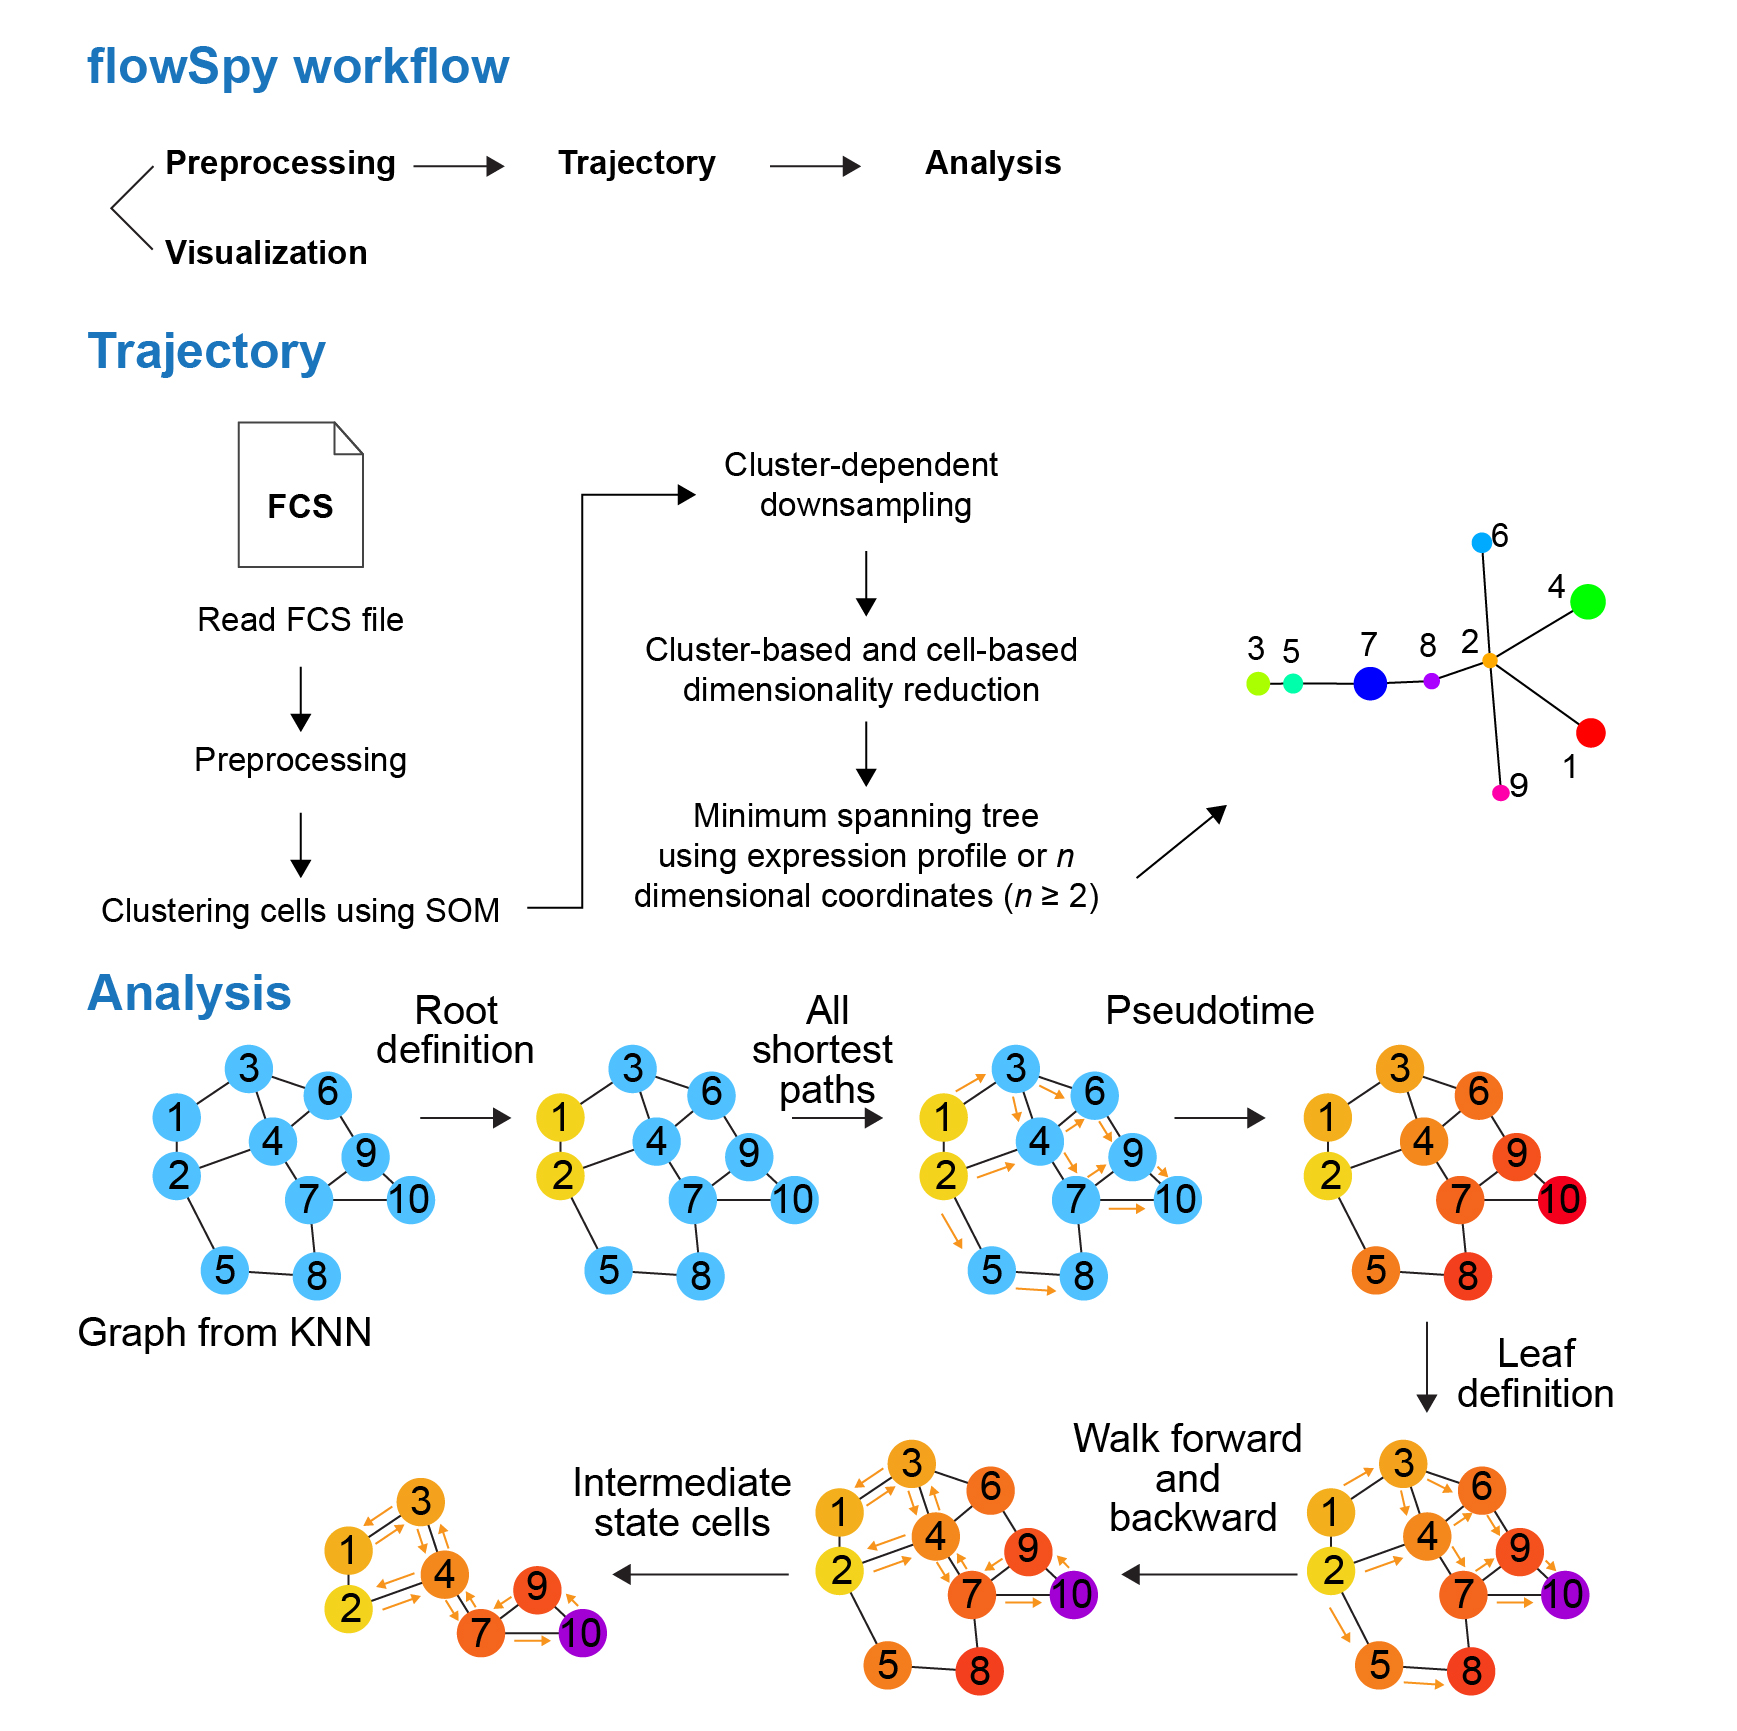 flowSpy workflow
Preprocessing
Trajectory
Analysis
Visualization
Trajectory
FCS
Read FCS file
Preprocessing
Clustering cells using SOM
Cluster-dependent
downsampling
Cluster-based and cell-based
dimensionality reduction
Minimum spanning tree
using expression profile or n
dimensional coordinates (n ≥ 2)
6
4
3
5
7
8
2
1
9
Analysis
Root
definition
All
shortest
paths
Pseudotime
3
6
1
4
9
2
7
10
5
8
Graph from KNN
3
6
1
4
9
2
7
10
5
8
3
6
1
4
9
2
7
10
5
8
3
6
1
4
9
2
7
10
5
8
Leaf
definition
3
6
1
4
9
2
7
10
5
8
Walk forward
and
backward
3
6
1
4
9
2
7
10
5
8
Intermediate
state cells
3
1
4
9
2
7
10